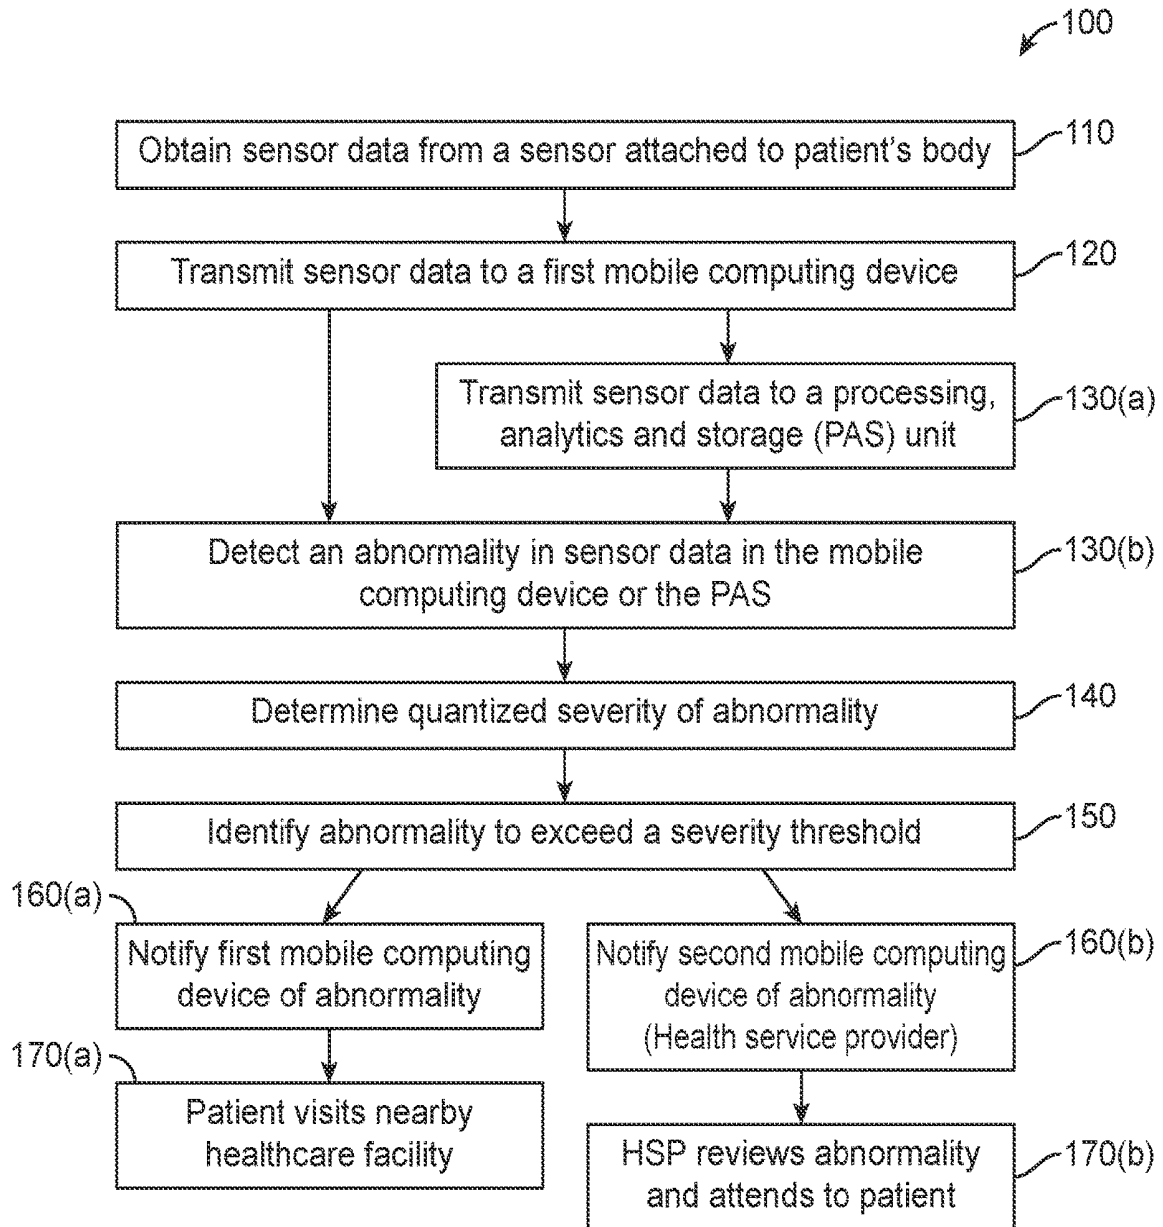 100
Obtain sensor data from a sensor attached to patient's body
110
Transmit sensor data to a first mobile computing device
120
Transmit sensor data to a processing,
analytics and storage (PAS) unit
130(a)
Detect an abnormality in sensor data in the mobile
computing device or the PAS
130(b)
Determine quantized severity of abnormality
140
Identify abnormality to exceed a severity threshold
150
160(a)
Notify first mobile computing
device of abnormality
Notify second mobile computing
device of abnormality
(Health service provider)
160(b)
170(a)
Patient visits nearby
healthcare facility
HSP reviews abnormality
and attends to patient
170(b)